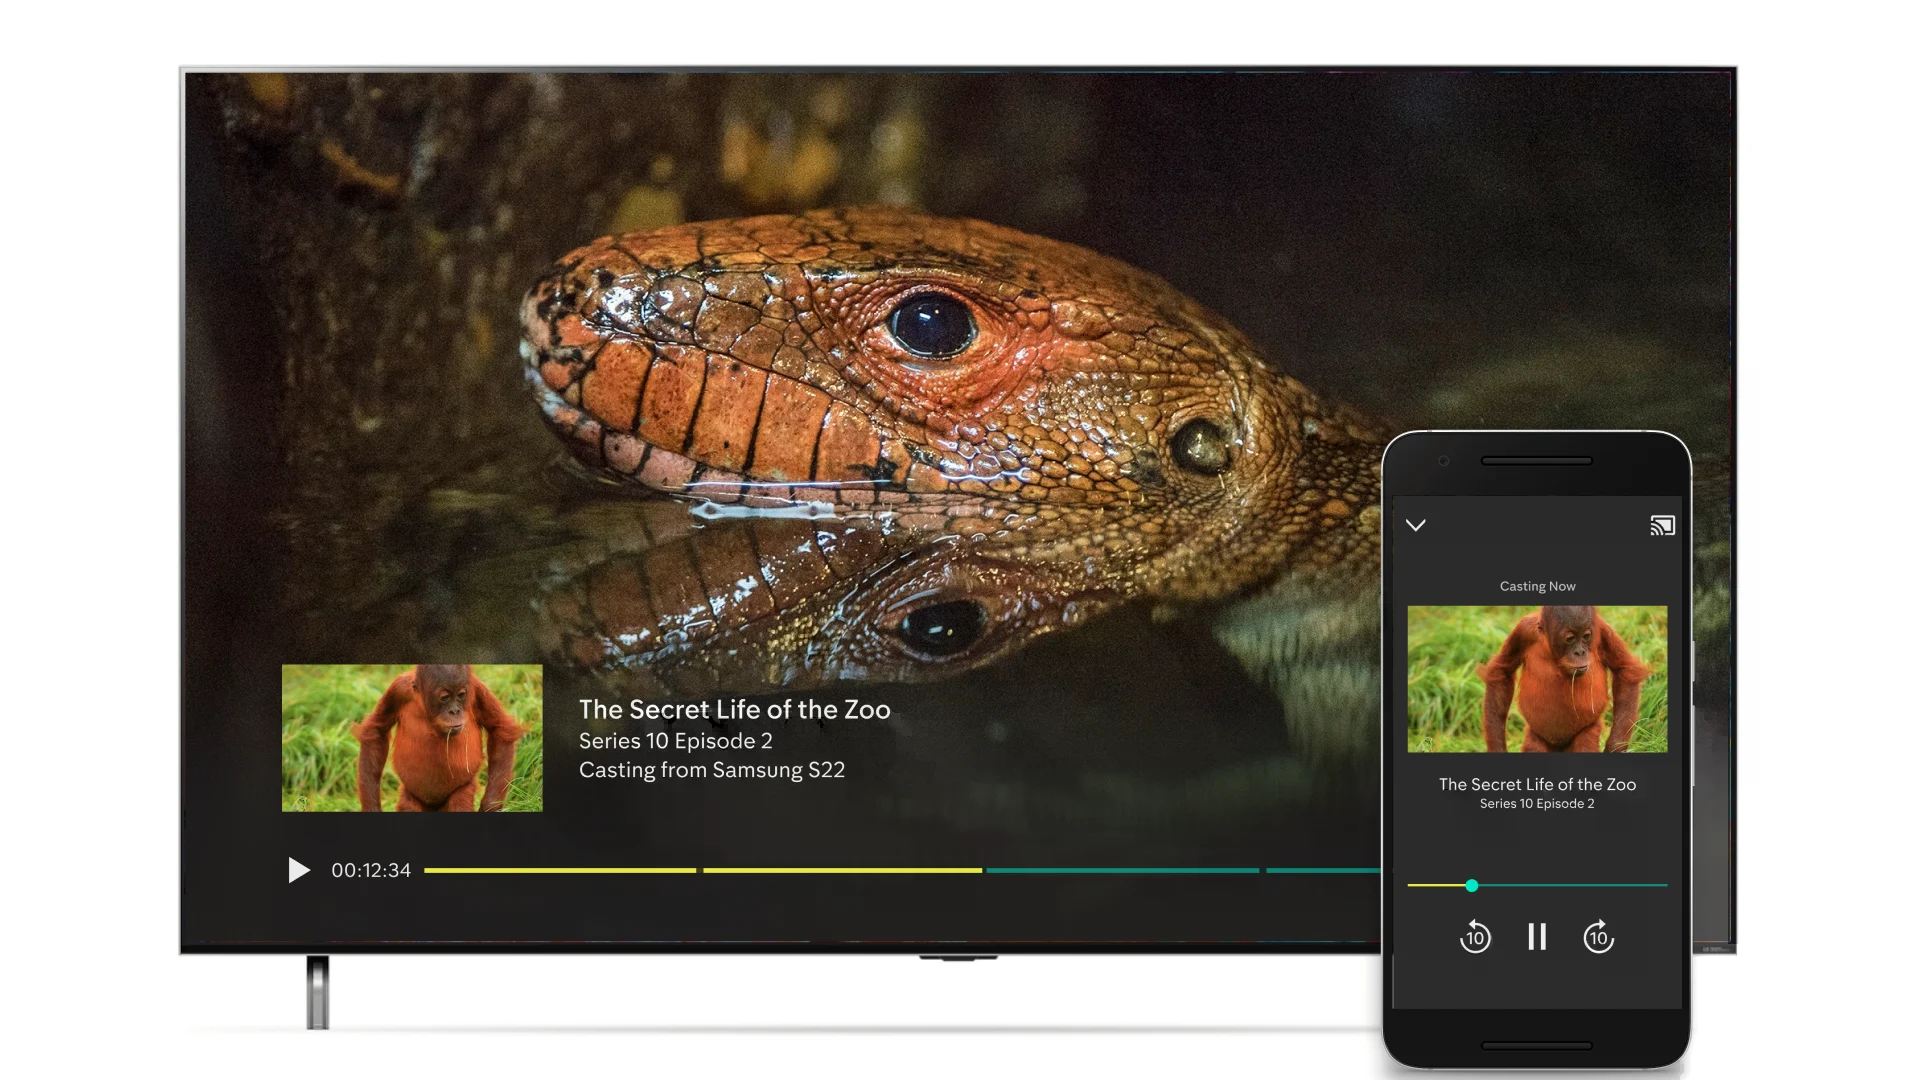 The Secret Life of the Zoo
Series 10 Episode 2
Casting from Samsung S22
00:12:34
Casting Now
The Secret Life of the Zoo
Series 10 Episode 2
10
10